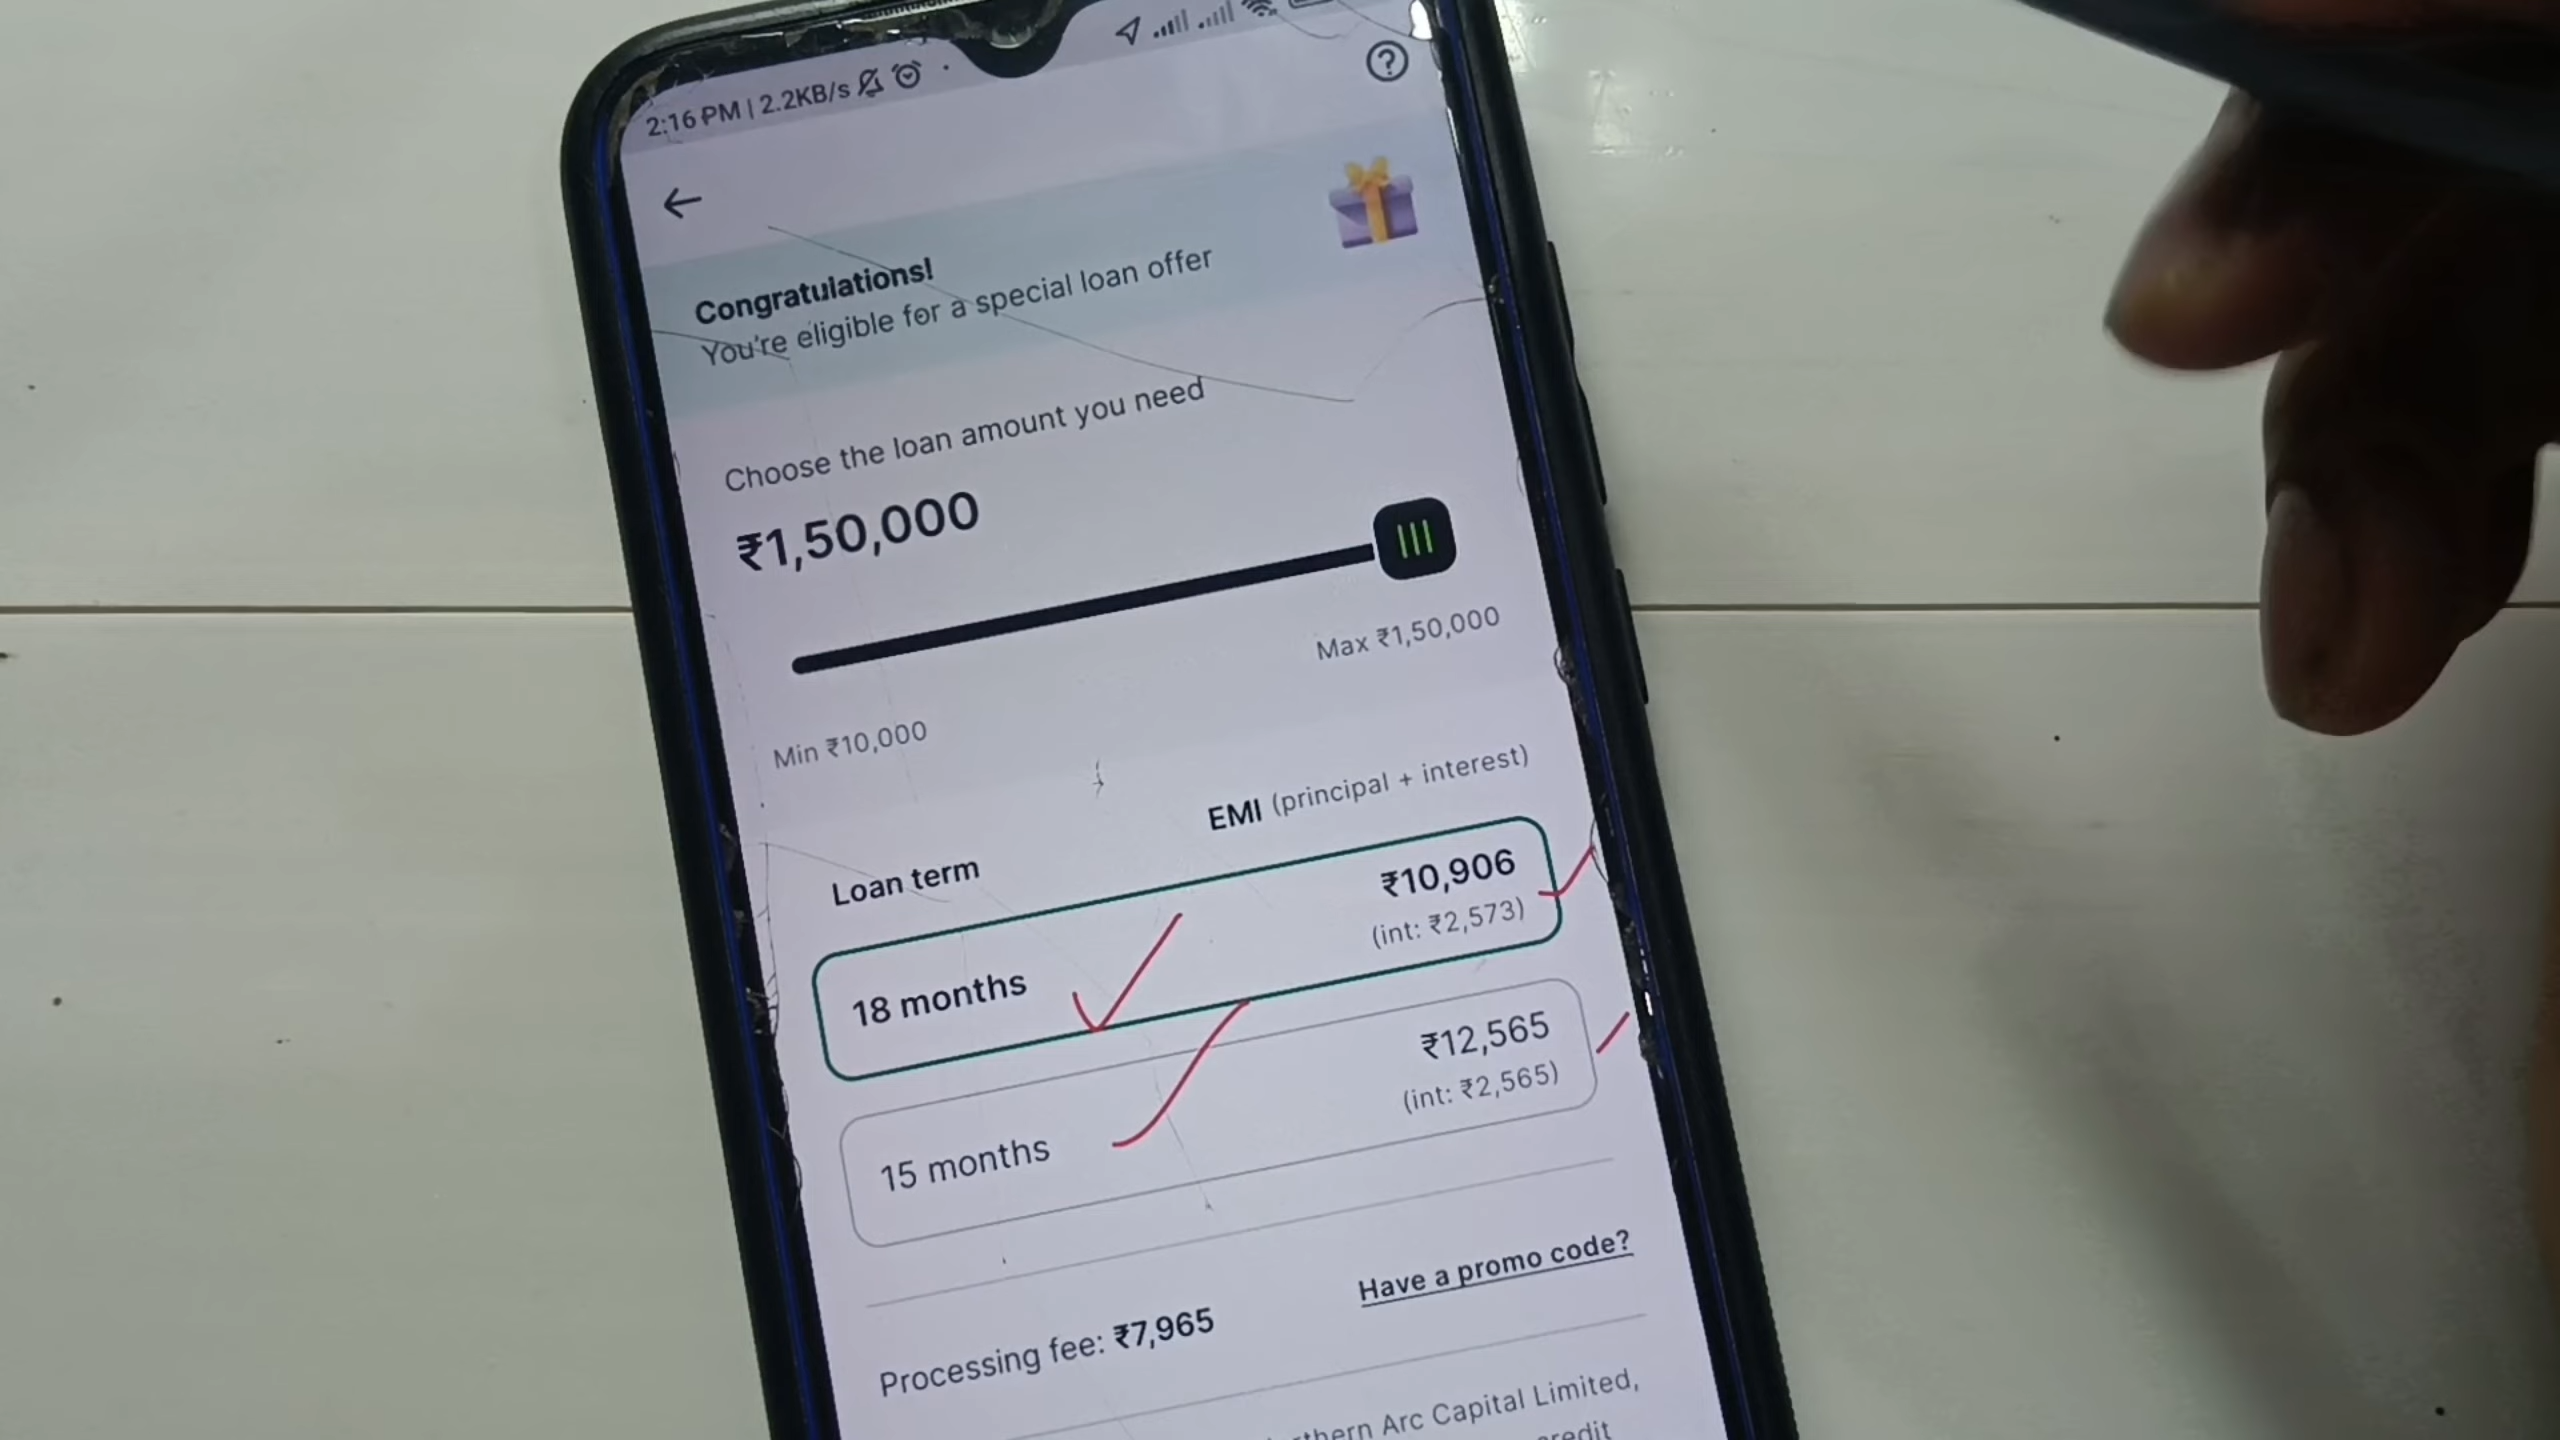 2:16 PM | 2.2KB/s
Congratulations!
You're eligible for a special loan offer
Choose the loan amount you need
₹1,50,000
Max ₹1,50,000
Min ₹10,000
EMI (principal + interest)
Loan term
₹10,906
(int: ₹2,573)
18 months
₹12,565
(int: ₹2,565)
15 months
Have a promo code?
Processing fee: ₹7,965
Arc Capital Limited,
credit